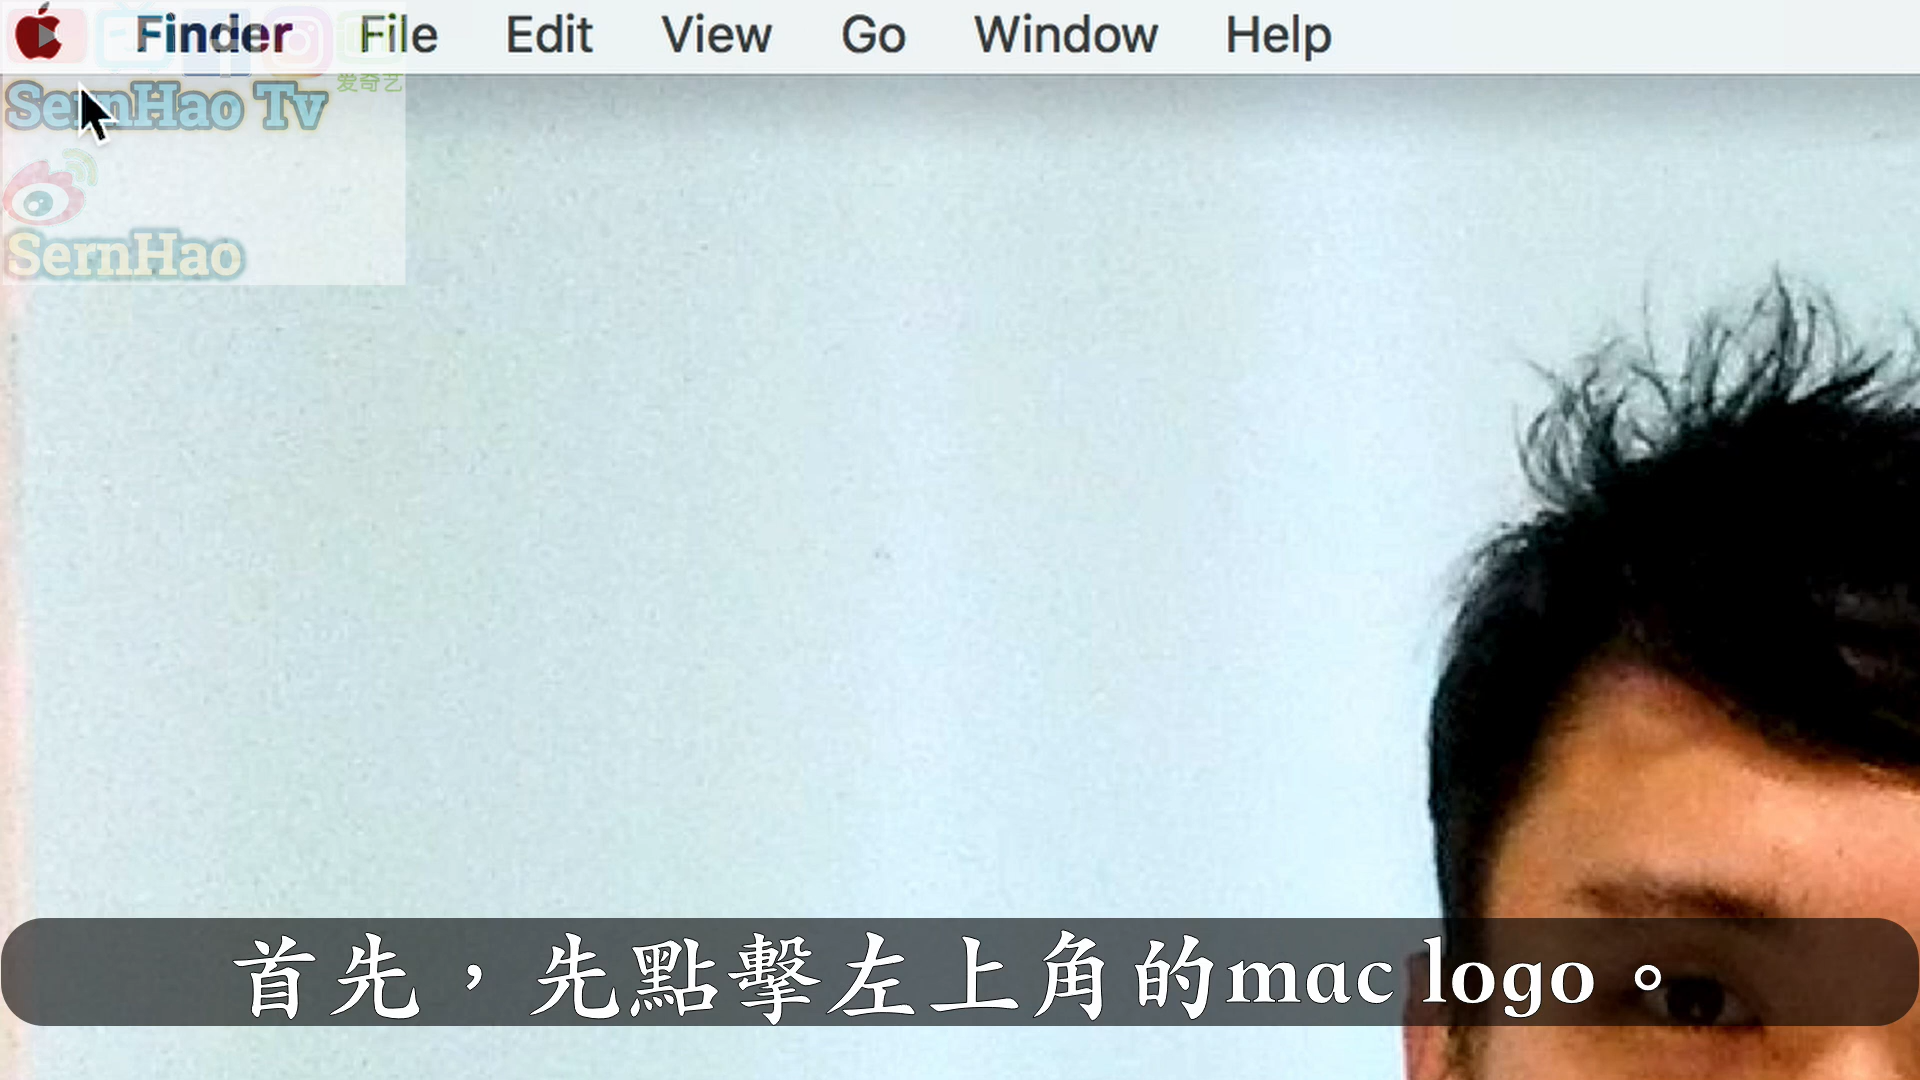 Finder File Edit View Go Window Help
爱奇艺
SernHao Tv
SernHao
首先，先點擊左上角的mac logo。